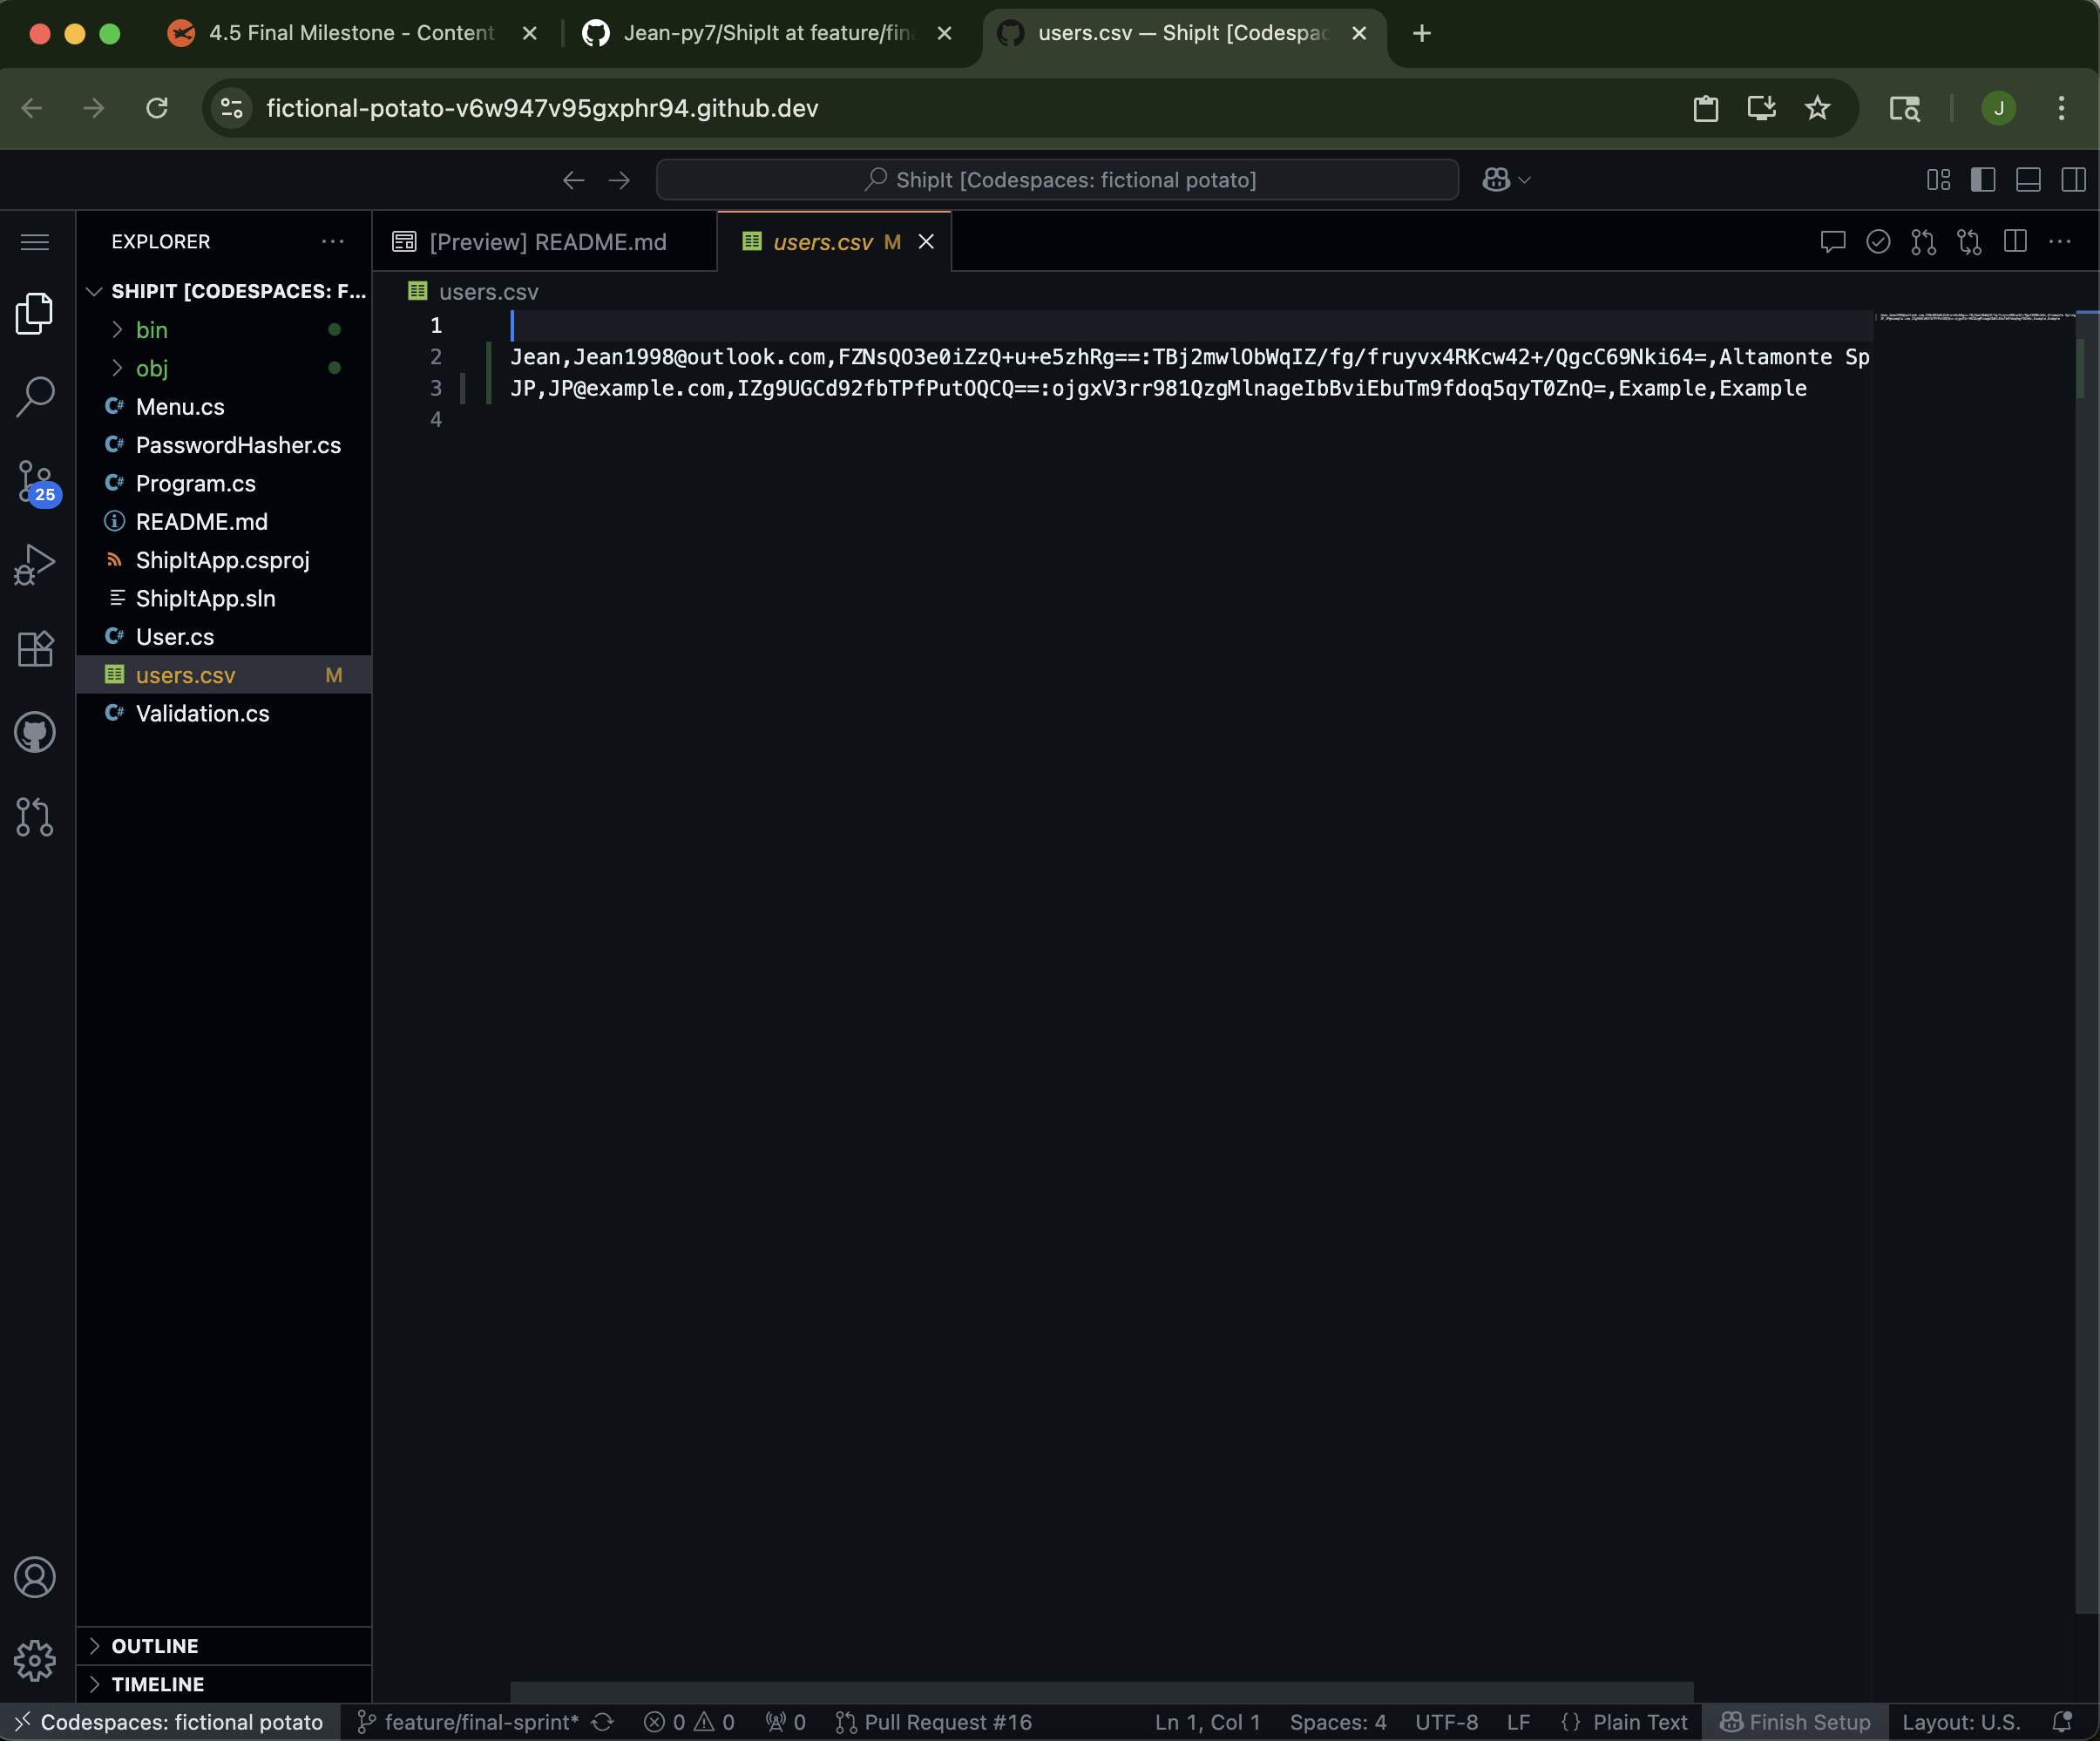 4.5 Final Milestone - Content
Jean-py7/ShipIt at feature/fina
users.csv — ShipIt [Codespac
fictional-potato-v6w947v95gxphr94.github.dev
J
ShipIt [Codespaces: fictional potato]
EXPLORER
[Preview] README.md
users.csv M
SHIPIT [CODESPACES: F...
users.csv
bin
obj
Menu.cs
PasswordHasher.cs
Program.cs
README.md
ShipItApp.csproj
ShipItApp.sln
User.cs
users.csv M
Validation.cs
25
1
2 Jean,Jean1998@outlook.com,FZNsQO3e0iZzQ+u+e5zhRg==:TBj2mwlObWqIZ/fg/fruyvx4RKcw42+/QgcC69Nki64=,Altamonte Sp
3 JP,JP@example.com,IZg9UGCd92fbTPfPutOQCQ==:ojgxV3rr981QzgMlnageIbBviEbuTm9fdoq5qyT0ZnQ=,Example,Example
4
OUTLINE
TIMELINE
Codespaces: fictional potato
feature/final-sprint*
0
0
0
Pull Request #16
Ln 1, Col 1
Spaces: 4
UTF-8
LF
{} Plain Text
Finish Setup
Layout: U.S.